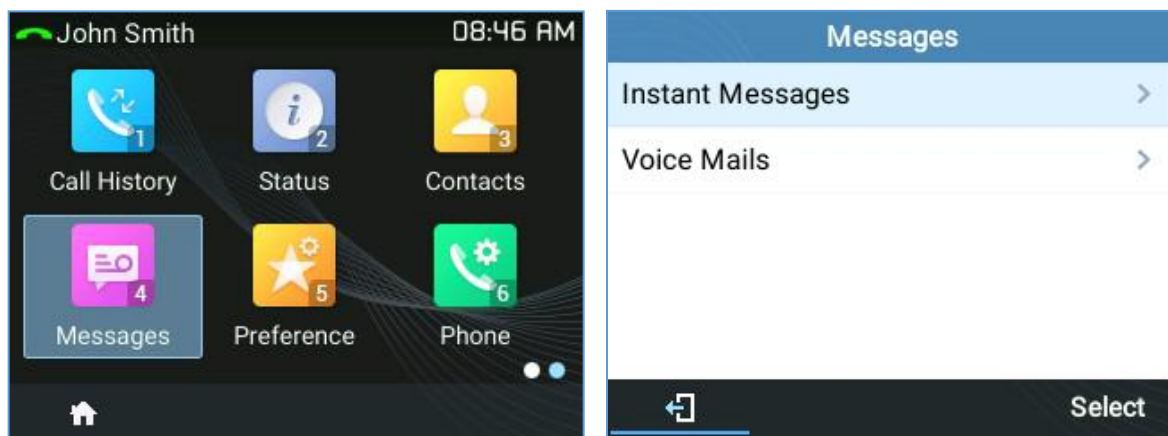 John Smith 08:46 AM
1 2 3
Call History Status Contacts
4 5 6
Messages Preference Phone
Messages
Instant Messages
Voice Mails
Select